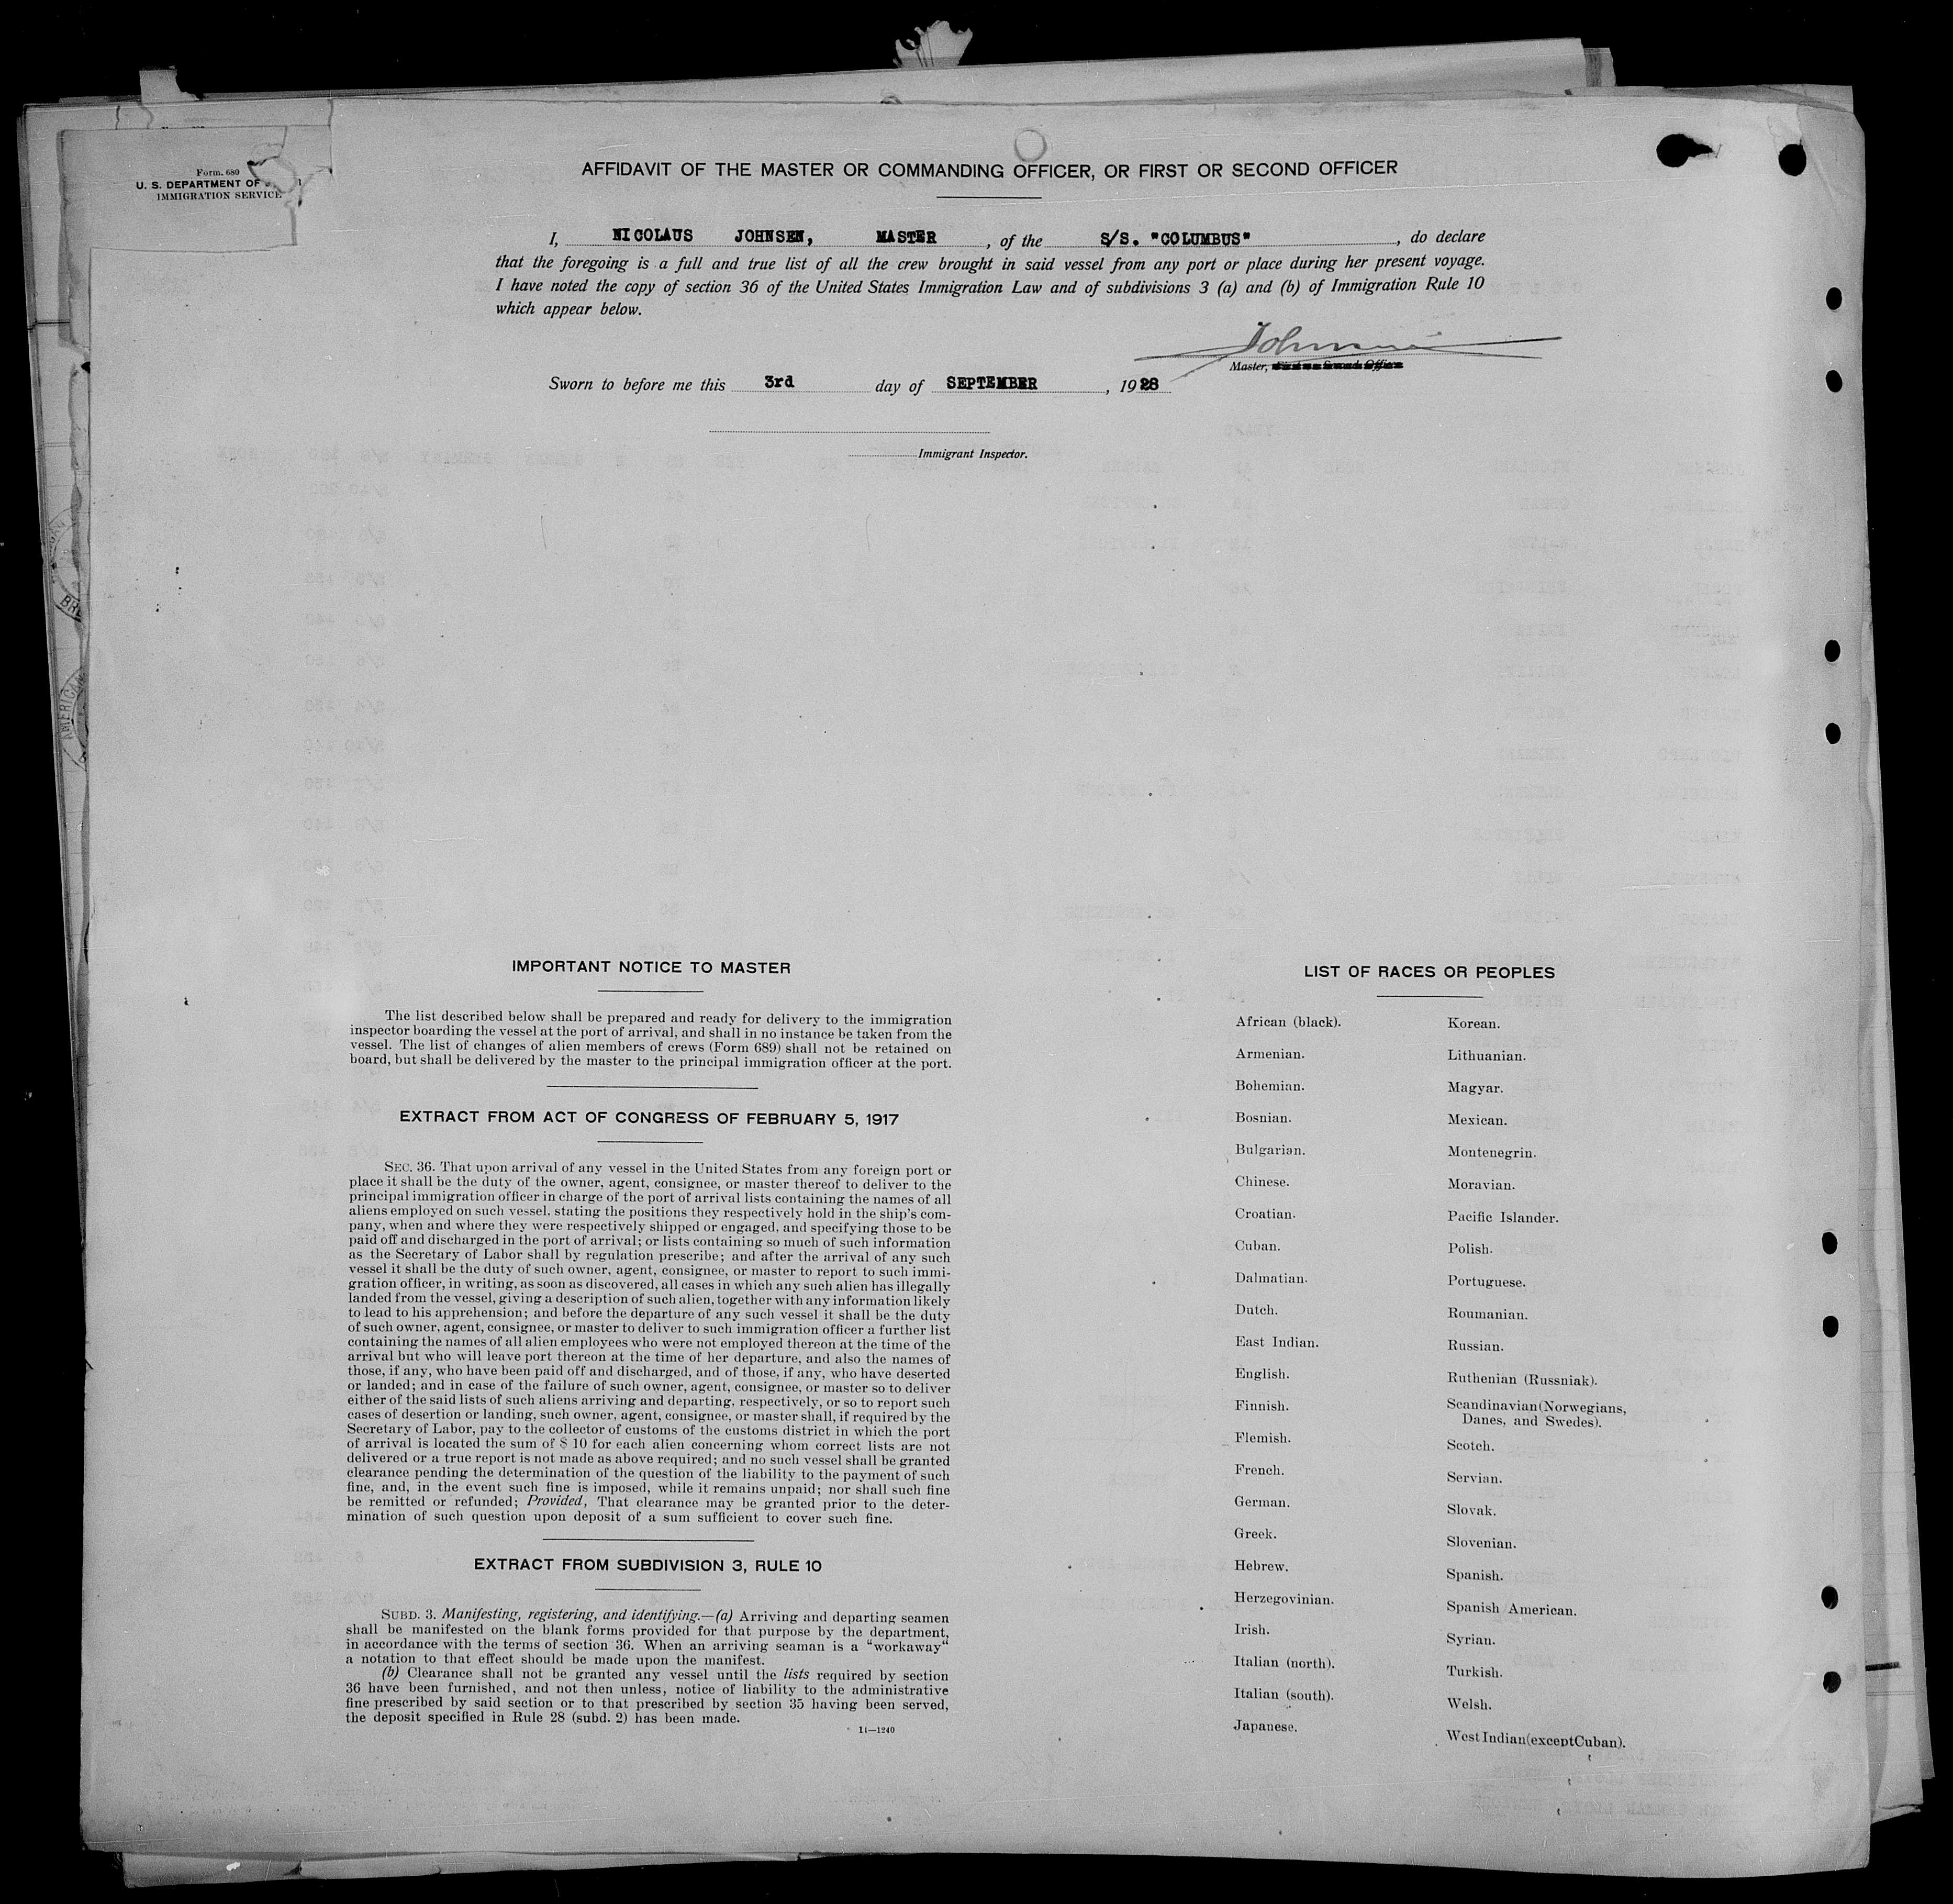 Form. 680
U. S. DEPARTMENT OF
IMMIGRATION SERVICE
AFFIDAVIT OF THE MASTER OR COMMANDING OFFICER, OR FIRST OR SECOND OFFICER
I, NICOLAUS JOHNSEN, MASTER, of the S/S. "COLUMBUS", do declare
that the foregoing is a full and true list of all the crew brought in said vessel from any port or place during her present voyage.
I have noted the copy of section 36 of the United States Immigration Law and of subdivisions 3 (a) and (b) of Immigration Rule 10
which appear below.
Johnsen
Master, First or Second Officer
Sworn to before me this 3rd day of SEPTEMBER, 1928
Immigrant Inspector.
IMPORTANT NOTICE TO MASTER
The list described below shall be prepared and ready for delivery to the immigration
inspector boarding the vessel at the port of arrival, and shall in no instance be taken from the
vessel. The list of changes of alien members of crews (Form 689) shall not be retained on
board, but shall be delivered by the master to the principal immigration officer at the port.
EXTRACT FROM ACT OF CONGRESS OF FEBRUARY 5, 1917
SEC. 36. That upon arrival of any vessel in the United States from any foreign port or
place it shall be the duty of the owner, agent, consignee, or master thereof to deliver to the
principal immigration officer in charge of the port of arrival lists containing the names of all
aliens employed on such vessel, stating the positions they respectively hold in the ship's com-
pany, when and where they were respectively shipped or engaged, and specifying those to be
paid off and discharged in the port of arrival; or lists containing so much of such information
as the Secretary of Labor shall by regulation prescribe; and after the arrival of any such
vessel it shall be the duty of such owner, agent, consignee, or master to report to such immi-
gration officer, in writing, as soon as discovered, all cases in which any such alien has illegally
landed from the vessel, giving a description of such alien, together with any information likely
to lead to his apprehension; and before the departure of any such vessel it shall be the duty
of such owner, agent, consignee, or master to deliver to such immigration officer a further list
containing the names of all alien employees who were not employed thereon at the time of the
arrival but who will leave port thereon at the time of her departure, and also the names of
those, if any, who have been paid off and discharged, and of those, if any, who have deserted
or landed; and in case of the failure of such owner, agent, consignee, or master so to deliver
either of the said lists of such aliens arriving and departing, respectively, or so to report such
cases of desertion or landing, such owner, agent, consignee, or master shall, if required by the
Secretary of Labor, pay to the collector of customs of the customs district in which the port
of arrival is located the sum of $ 10 for each alien concerning whom correct lists are not
delivered or a true report is not made as above required; and no such vessel shall be granted
clearance pending the determination of the question of the liability to the payment of such
fine, and, in the event such fine is imposed, while it remains unpaid; nor shall such fine
be remitted or refunded; Provided, That clearance may be granted prior to the deter-
mination of such question upon deposit of a sum sufficient to cover such fine.
EXTRACT FROM SUBDIVISION 3, RULE 10
SUBD. 3. Manifesting, registering, and identifying.—(a) Arriving and departing seamen
shall be manifested on the blank forms provided for that purpose by the department,
in accordance with the terms of section 36. When an arriving seaman is a "workaway"
a notation to that effect should be made upon the manifest.
(b) Clearance shall not be granted any vessel until the lists required by section
36 have been furnished, and not then unless, notice of liability to the administrative
fine prescribed by said section or to that prescribed by section 35 having been served,
the deposit specified in Rule 28 (subd. 2) has been made.
11—1240
LIST OF RACES OR PEOPLES
African (black).
Armenian.
Bohemian.
Bosnian.
Bulgarian.
Chinese.
Croatian.
Cuban.
Dalmatian.
Dutch.
East Indian.
English.
Finnish.
Flemish.
French.
German.
Greek.
Hebrew.
Herzegovinian.
Irish.
Italian (north).
Italian (south).
Japanese.
Korean.
Lithuanian.
Magyar.
Mexican.
Montenegrin.
Moravian.
Pacific Islander.
Polish.
Portuguese.
Roumanian.
Russian.
Ruthenian (Russniak).
Scandinavian (Norwegians,
Danes, and Swedes).
Scotch.
Servian.
Slovak.
Slovenian.
Spanish.
Spanish American.
Syrian.
Turkish.
Welsh.
West Indian (except Cuban).